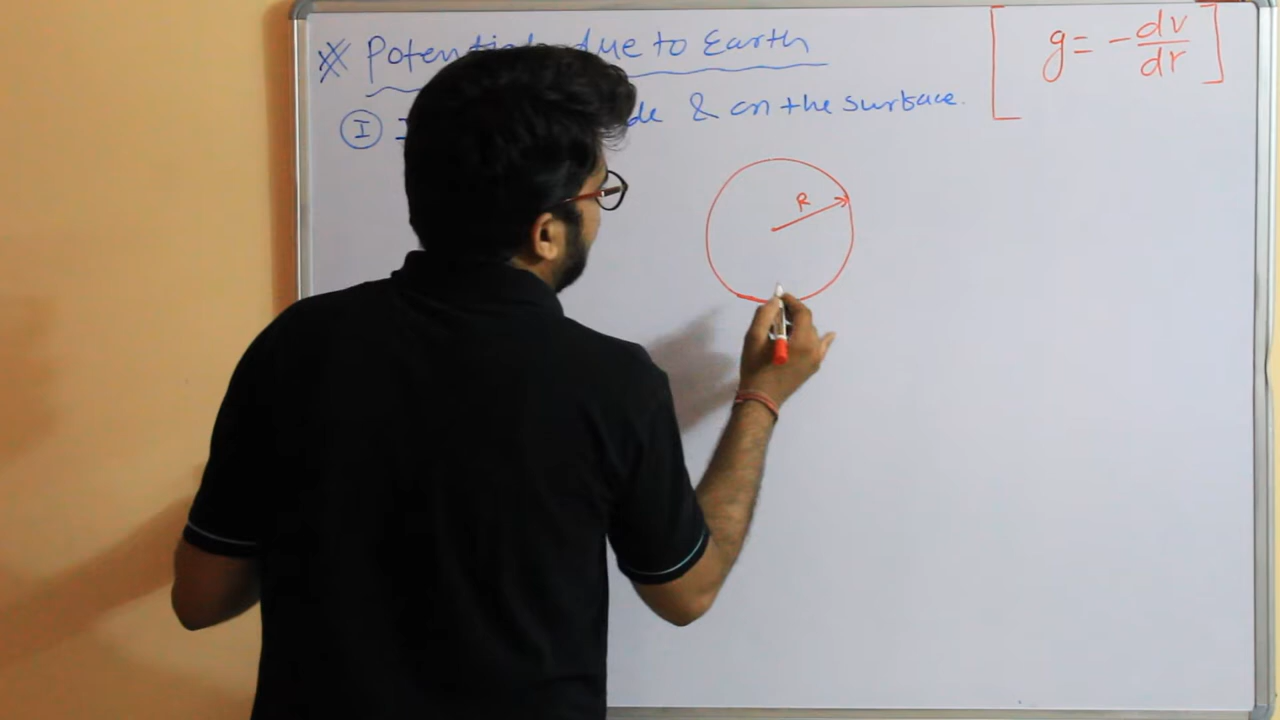 ※ Potential due to Earth
I de & on the surface.
g = - dv/dr
R